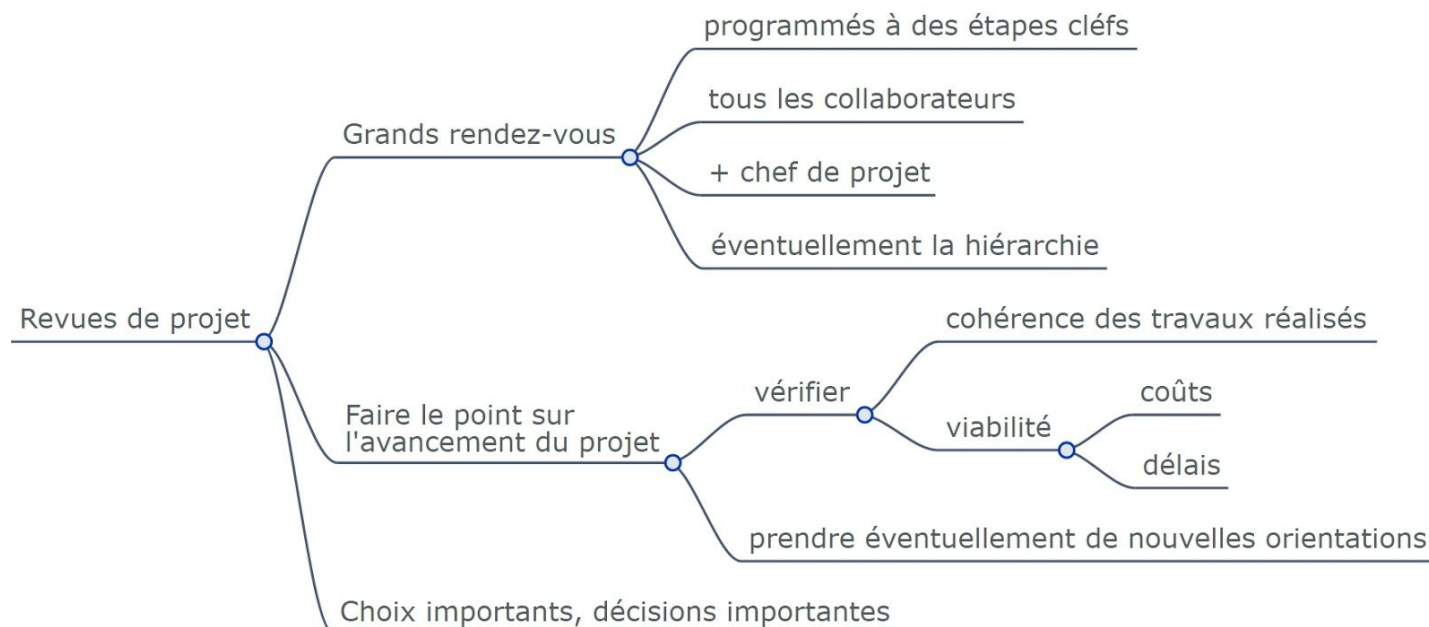 programmés à des étapes cléfs
tous les collaborateurs
Grands rendez-vous
+ chef de projet
éventuellement la hiérarchie
Revues de projet
cohérence des travaux réalisés
vérifier
coûts
Faire le point sur
l'avancement du projet
viabilité
délais
prendre éventuellement de nouvelles orientations
Choix importants, décisions importantes